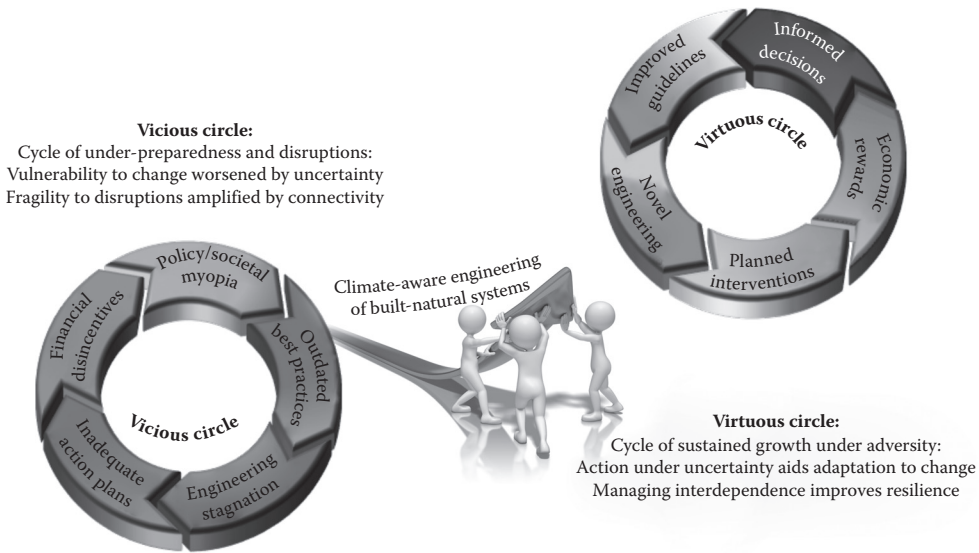 Vicious circle:
Cycle of under-preparedness and disruptions:
Vulnerability to change worsened by uncertainty
Fragility to disruptions amplified by connectivity
Improved
guidelines
Informed
decisions
Economic
rewards
Planned
interventions
Novel
engineering
Virtuous circle
Climate-aware engineering
of built-natural systems
Policy/societal
myopia
Outdated
best practices
Engineering
stagnation
Inadequate
action plans
Financial
disincentives
Vicious circle
Virtuous circle:
Cycle of sustained growth under adversity:
Action under uncertainty aids adaptation to change
Managing interdependence improves resilience